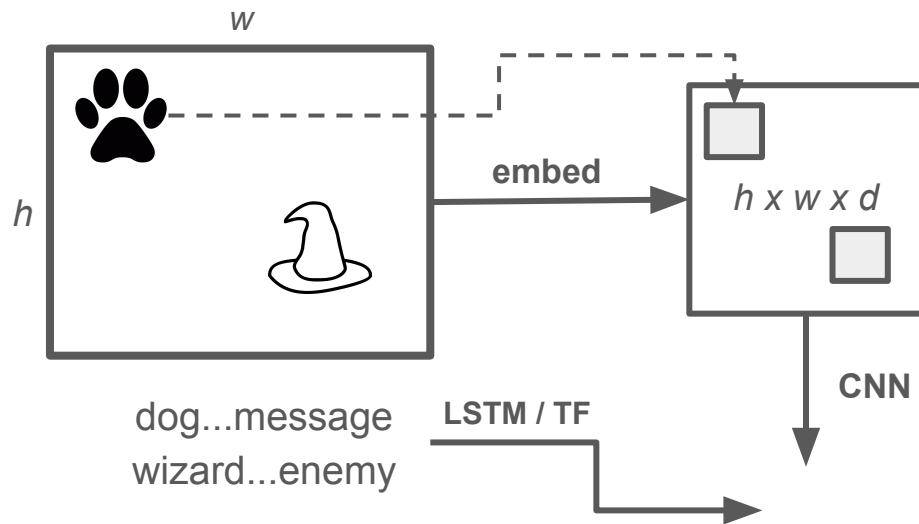 w
h
embed
h x w x d
CNN
LSTM / TF
dog...message
wizard...enemy